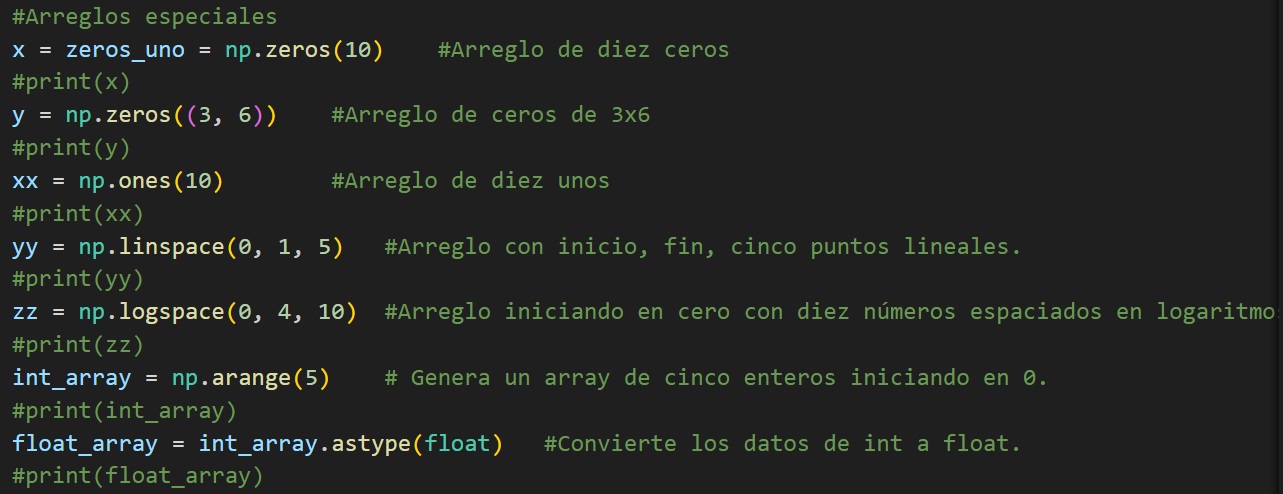 #Arreglos especiales
x = zeros_uno = np.zeros(10)    #Arreglo de diez ceros
#print(x)
y = np.zeros((3, 6))    #Arreglo de ceros de 3x6
#print(y)
xx = np.ones(10)        #Arreglo de diez unos
#print(xx)
yy = np.linspace(0, 1, 5)   #Arreglo con inicio, fin, cinco puntos lineales.
#print(yy)
zz = np.logspace(0, 4, 10)  #Arreglo iniciando en cero con diez números espaciados en logaritmo
#print(zz)
int_array = np.arange(5)    # Genera un array de cinco enteros iniciando en 0.
#print(int_array)
float_array = int_array.astype(float)   #Convierte los datos de int a float.
#print(float_array)